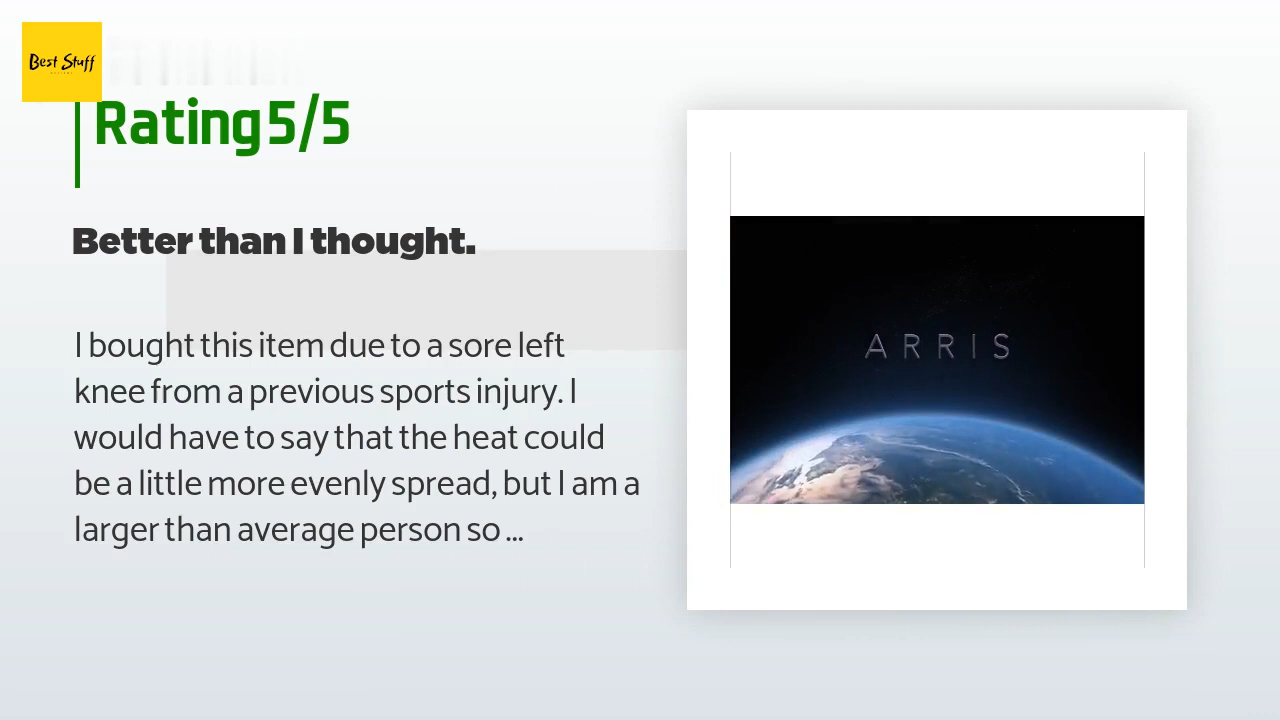 Best Stuff
Rating 5/5
Better than I thought.
I bought this item due to a sore left
knee from a previous sports injury. I
would have to say that the heat could
be a little more evenly spread, but I am a
larger than average person so ...
ARRIS